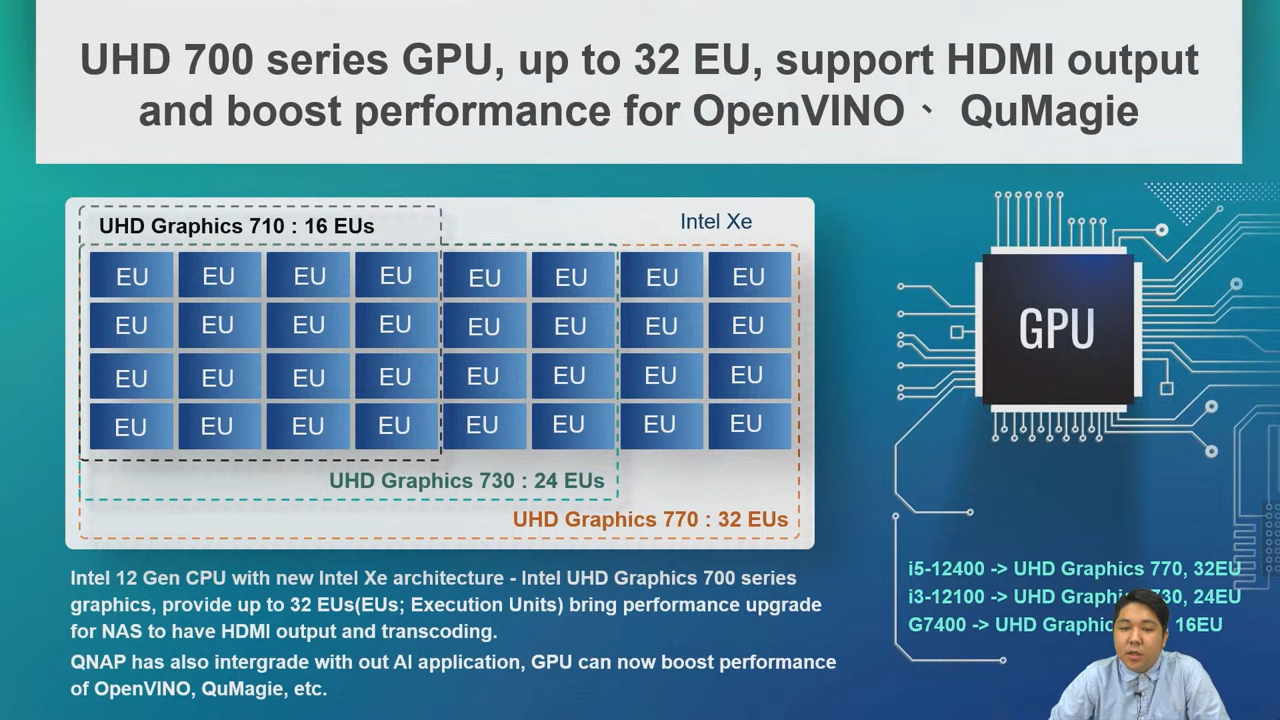 UHD 700 series GPU, up to 32 EU, support HDMI output
and boost performance for OpenVINO、 QuMagie
UHD Graphics 710 : 16 EUs
Intel Xe
EU EU EU EU EU EU EU EU
EU EU EU EU EU EU EU EU
EU EU EU EU EU EU EU EU
EU EU EU EU EU EU EU EU
UHD Graphics 730 : 24 EUs
UHD Graphics 770 : 32 EUs
GPU
Intel 12 Gen CPU with new Intel Xe architecture - Intel UHD Graphics 700 series
graphics, provide up to 32 EUs(EUs; Execution Units) bring performance upgrade
for NAS to have HDMI output and transcoding.
QNAP has also intergrade with out AI application, GPU can now boost performance
of OpenVINO, QuMagie, etc.
i5-12400 -> UHD Graphics 770, 32EU
i3-12100 -> UHD Graphics 730, 24EU
G7400 -> UHD Graphic 16EU